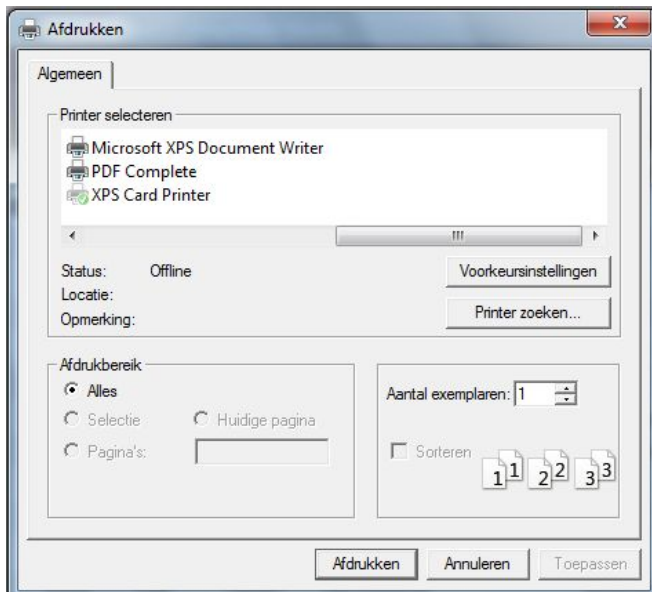 Afdrukken
Algemeen
Printer selecteren
Microsoft XPS Document Writer
PDF Complete
XPS Card Printer
Status: Offline
Voorkeursinstellingen
Locatie:
Opmerking:
Printer zoeken...
Afdrukbereik
Alles
Selectie
Huidige pagina
Pagina's:
Aantal exemplaren: 1
Sorteren
1 1 2 2 3 3
Afdrukken Annuleren Toepassen